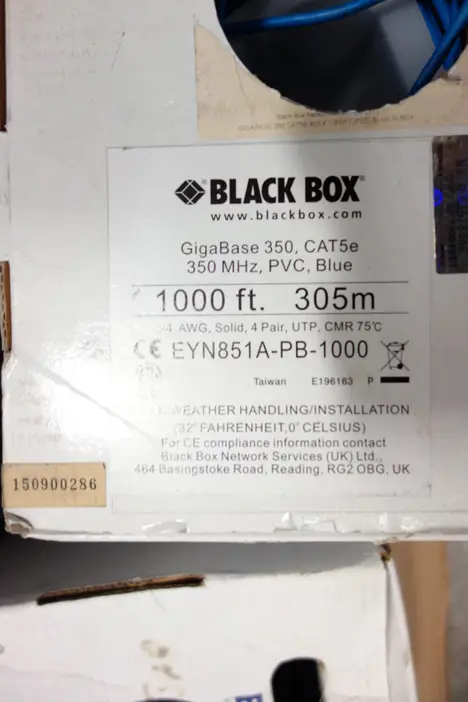 BLACK BOX®
www.blackbox.com
GigaBase 350, CAT5e
350 MHz, PVC, Blue
1000 ft. 305m
AWG, Solid, 4 Pair, UTP, CMR 75℃
CE EYN851A-PB-1000
Taiwan E196163 P
WEATHER HANDLING/INSTALLATION
(32° FAHRENHEIT,0° CELSIUS)
For CE compliance information contact
Black Box Network Services (UK) Ltd.,
464 Basingstoke Road, Reading, RG2 OBG, UK
150900286